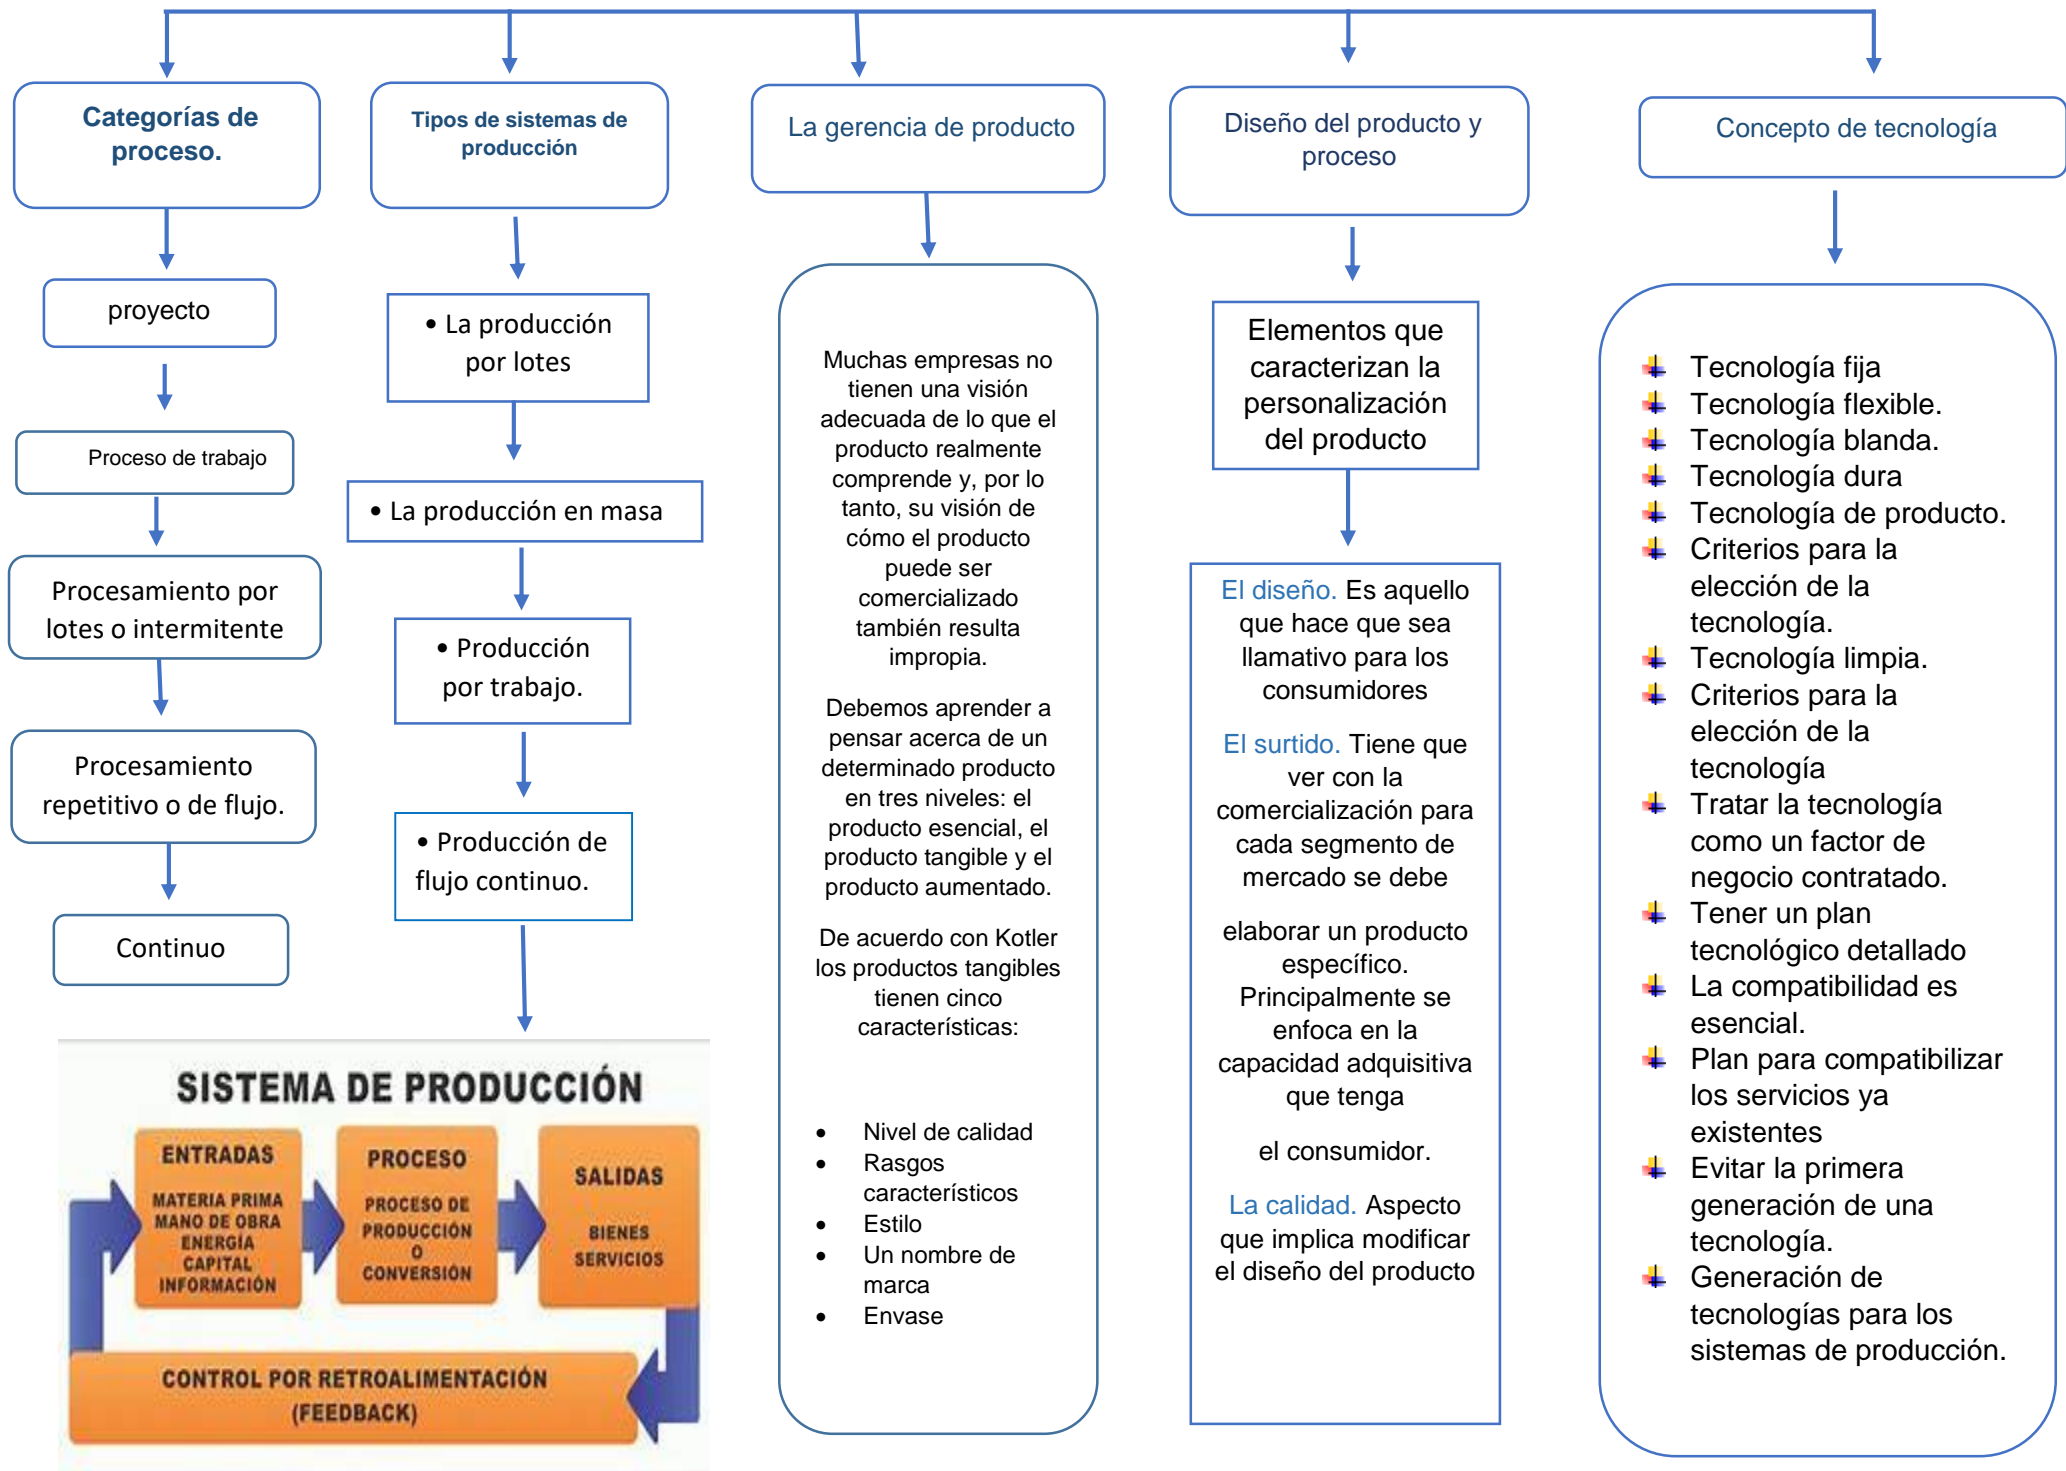 Categorías de
proceso.
proyecto
Proceso de trabajo
Procesamiento por
lotes o intermitente
Procesamiento
repetitivo o de flujo.
Continuo
Tipos de sistemas de
producción
• La producción
por lotes
• La producción en masa
• Producción
por trabajo.
• Producción de
flujo continuo.
SISTEMA DE PRODUCCIÓN
ENTRADAS
MATERIA PRIMA
MANO DE OBRA
ENERGÍA
CAPITAL
INFORMACIÓN
PROCESO
PROCESO DE
PRODUCCIÓN
O
CONVERSIÓN
SALIDAS
BIENES
SERVICIOS
CONTROL POR RETROALIMENTACIÓN
(FEEDBACK)
La gerencia de producto
Muchas empresas no
tienen una visión
adecuada de lo que el
producto realmente
comprende y, por lo
tanto, su visión de
cómo el producto
puede ser
comercializado
también resulta
impropia.
Debemos aprender a
pensar acerca de un
determinado producto
en tres niveles: el
producto esencial, el
producto tangible y el
producto aumentado.
De acuerdo con Kotler
los productos tangibles
tienen cinco
características:
• Nivel de calidad
• Rasgos
característicos
• Estilo
• Un nombre de
marca
• Envase
Diseño del producto y
proceso
Elementos que
caracterizan la
personalización
del producto
El diseño. Es aquello
que hace que sea
llamativo para los
consumidores
El surtido. Tiene que
ver con la
comercialización para
cada segmento de
mercado se debe
elaborar un producto
específico.
Principalmente se
enfoca en la
capacidad adquisitiva
que tenga
el consumidor.
La calidad. Aspecto
que implica modificar
el diseño del producto
Concepto de tecnología
Tecnología fija
Tecnología flexible.
Tecnología blanda.
Tecnología dura
Tecnología de producto.
Criterios para la
elección de la
tecnología.
Tecnología limpia.
Criterios para la
elección de la
tecnología
Tratar la tecnología
como un factor de
negocio contratado.
Tener un plan
tecnológico detallado
La compatibilidad es
esencial.
Plan para compatibilizar
los servicios ya
existentes
Evitar la primera
generación de una
tecnología.
Generación de
tecnologías para los
sistemas de producción.